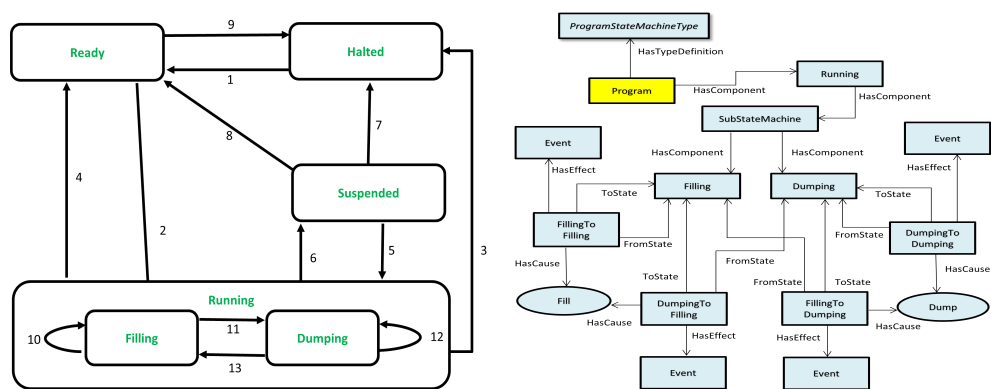 9
Ready
Halted
1
8
7
4
Suspended
2
5
3
6
Running
10
Filling
11
Dumping
12
13
ProgramStateMachineType
HasTypeDefinition
Program
HasComponent
Running
HasComponent
SubStateMachine
Event
HasComponent
HasComponent
Event
HasEffect
HasEffect
Filling
Dumping
ToState
ToState
FillingTo
Filling
FromState
FromState
DumpingTo
Dumping
HasCause
ToState
FromState
FromState
ToState
HasCause
Fill
HasCause
DumpingTo
Filling
FillingTo
Dumping
HasCause
Dump
HasEffect
HasEffect
Event
Event